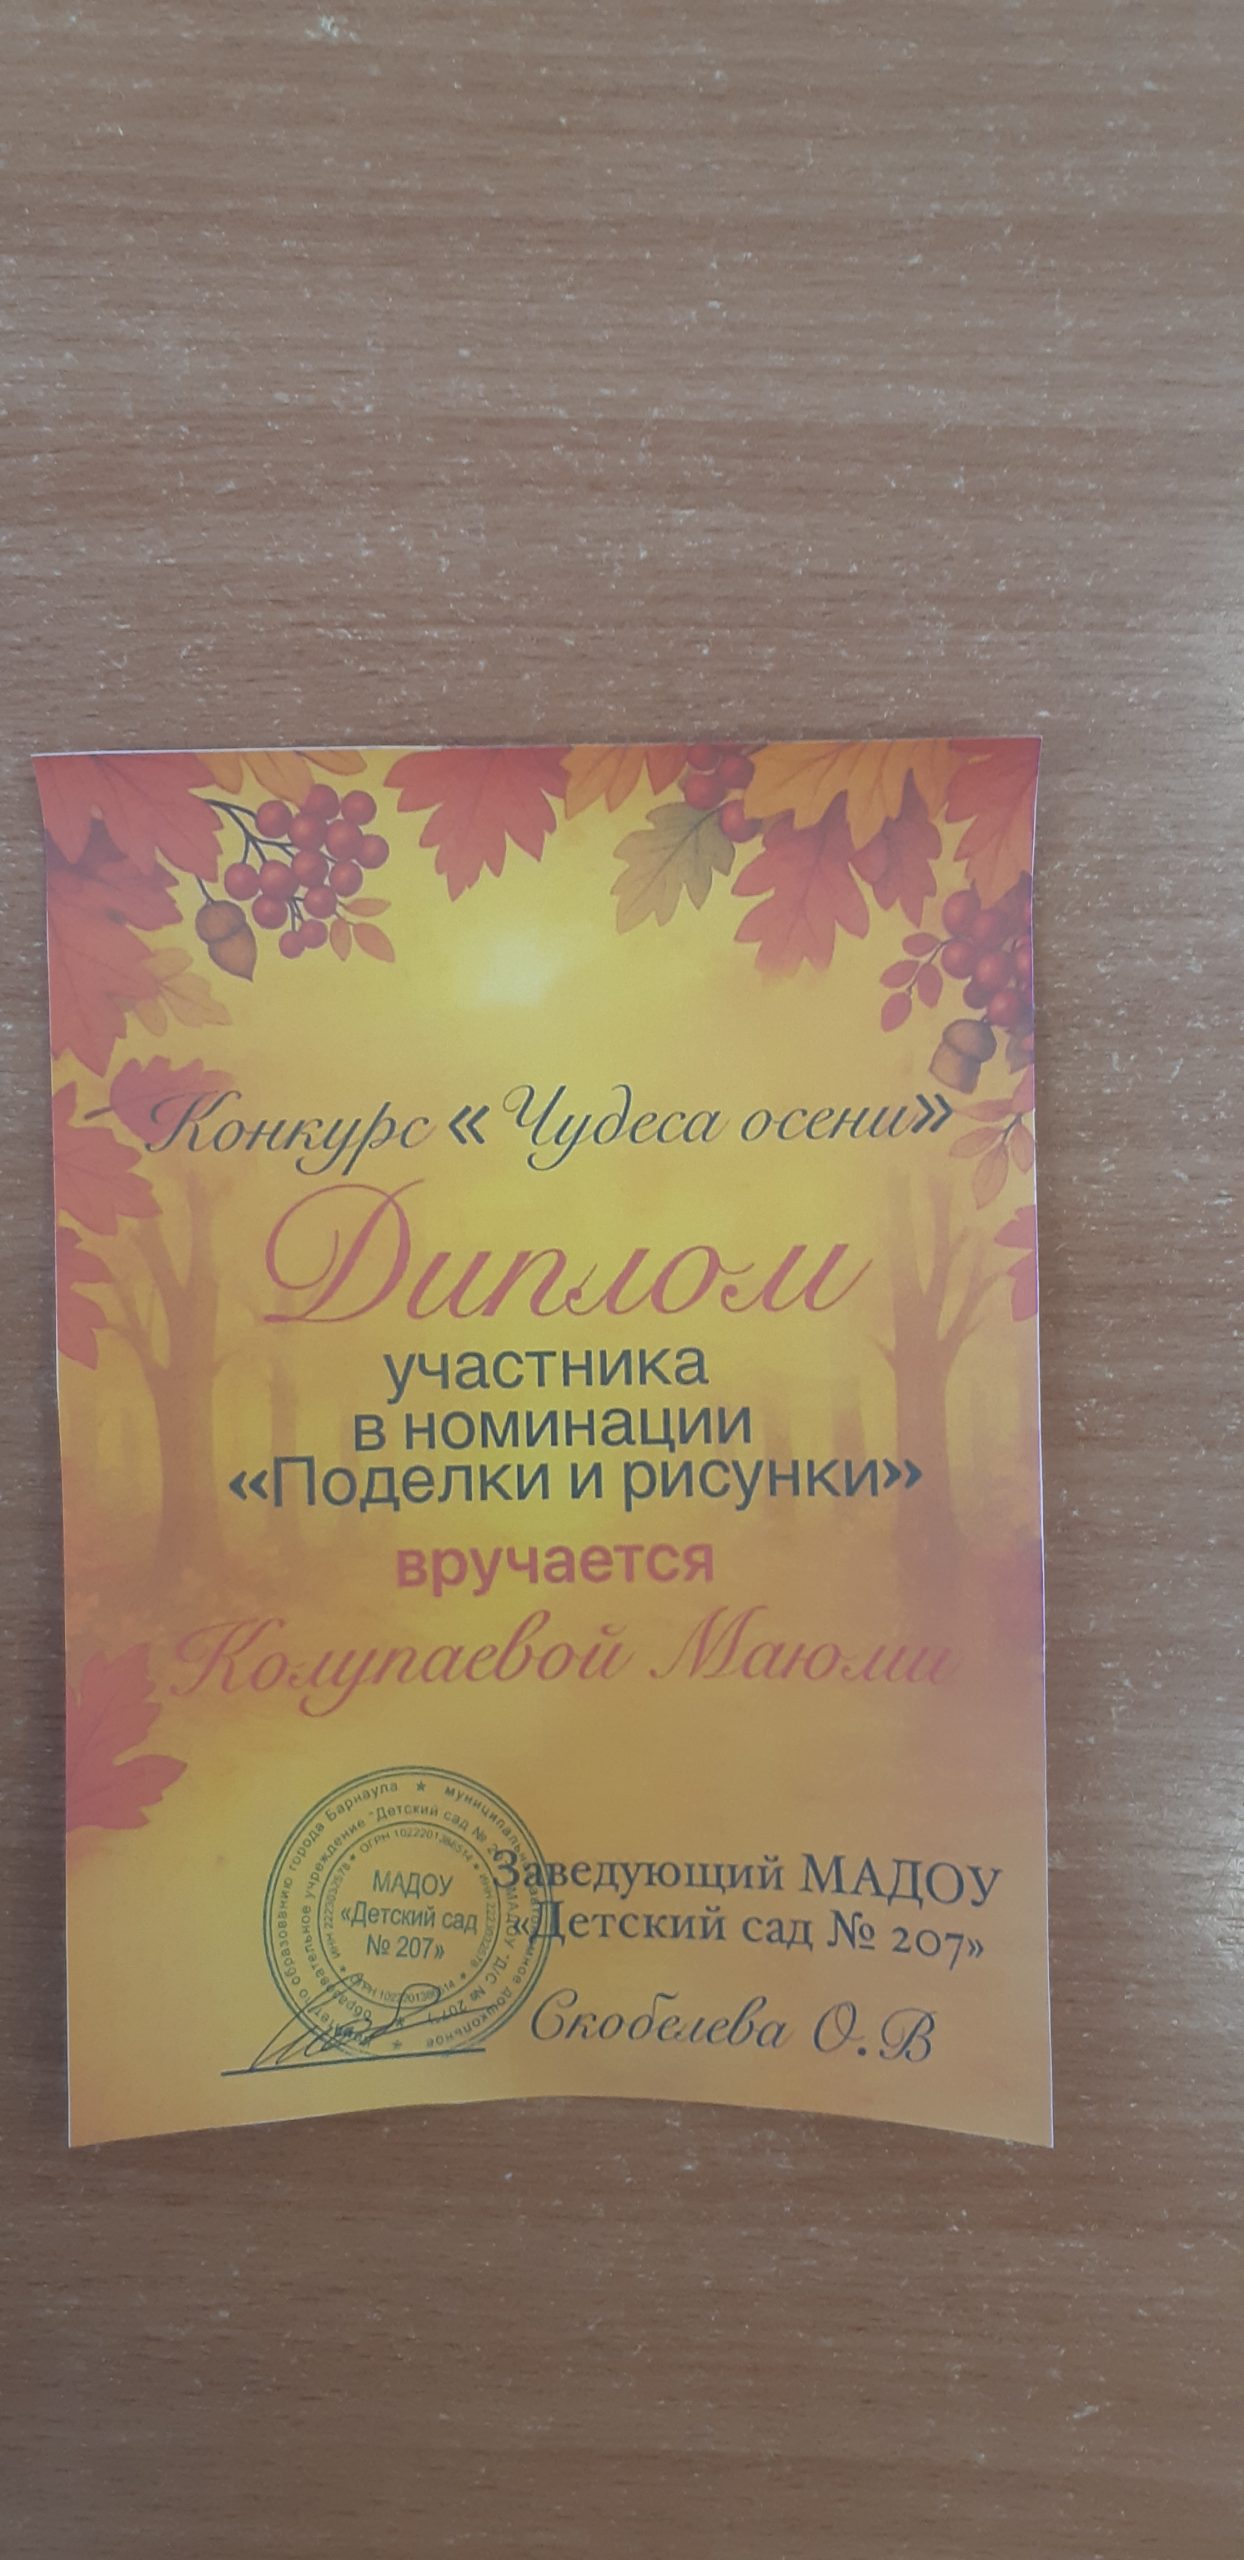 Конкурс « Чудеса осени»
Диплом
участника
в номинации
«Поделки и рисунки»
вручается
Колупаевой Маюми
Заведующий МАДОУ
«Детский сад № 207»
Скобелева О.В
МАДОУ
«Детский сад
№ 207»